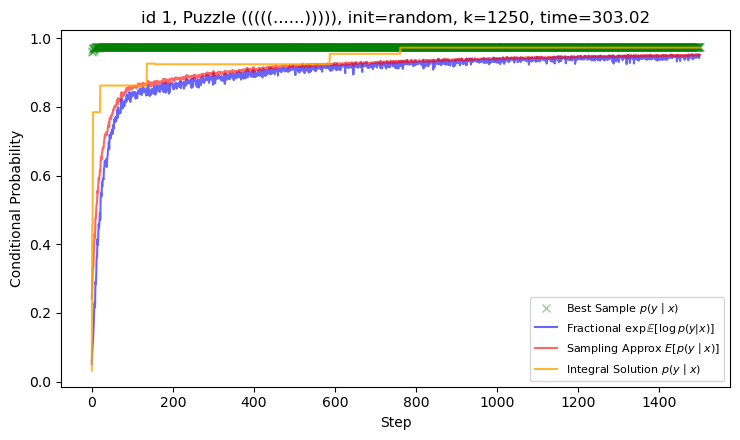 id 1, Puzzle (((((......))))), init=random, k=1250, time=303.02
Conditional Probability
1.0
0.8
0.6
0.4
0.2
0.0
Best Sample p(y | x)
Fractional exp𝔼[log p(y|x)]
Sampling Approx E[p(y | x)]
Integral Solution p(y | x)
0 200 400 600 800 1000 1200 1400
Step